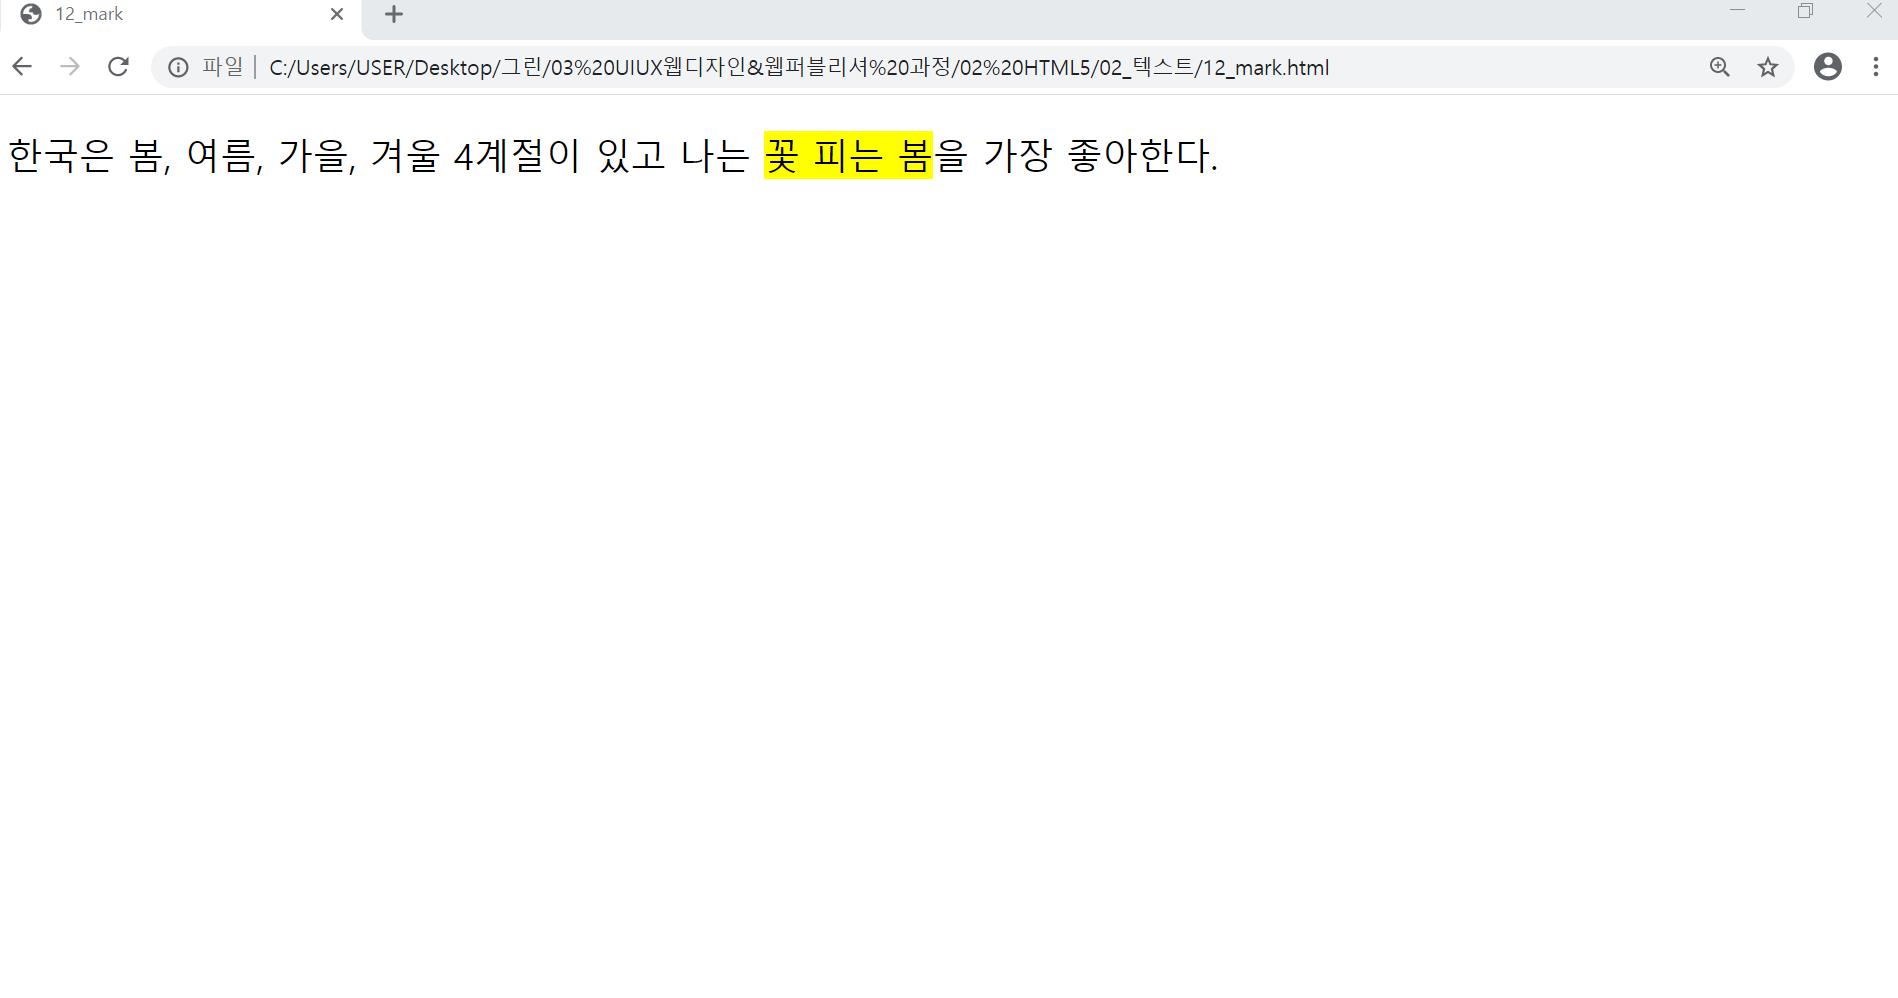 12_mark
파일 C:/Users/USER/Desktop/그린/03%20UIUX웹디자인&웹퍼블리셔%20과정/02%20HTML5/02_텍스트/12_mark.html
한국은 봄, 여름, 가을, 겨울 4계절이 있고 나는 꽃 피는 봄을 가장 좋아한다.